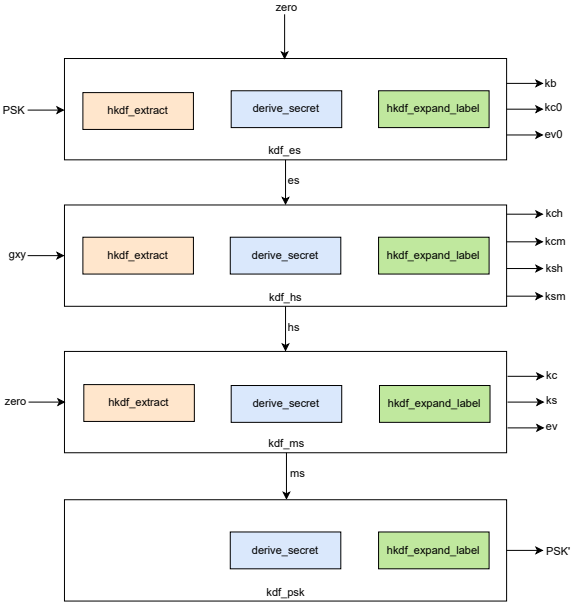 zero
PSK
hkdf_extract
derive_secret
hkdf_expand_label
kb
kc0
ev0
kdf_es
es
gxy
hkdf_extract
derive_secret
hkdf_expand_label
kch
kcm
ksh
ksm
kdf_hs
hs
zero
hkdf_extract
derive_secret
hkdf_expand_label
kc
ks
ev
kdf_ms
ms
derive_secret
hkdf_expand_label
PSK'
kdf_psk